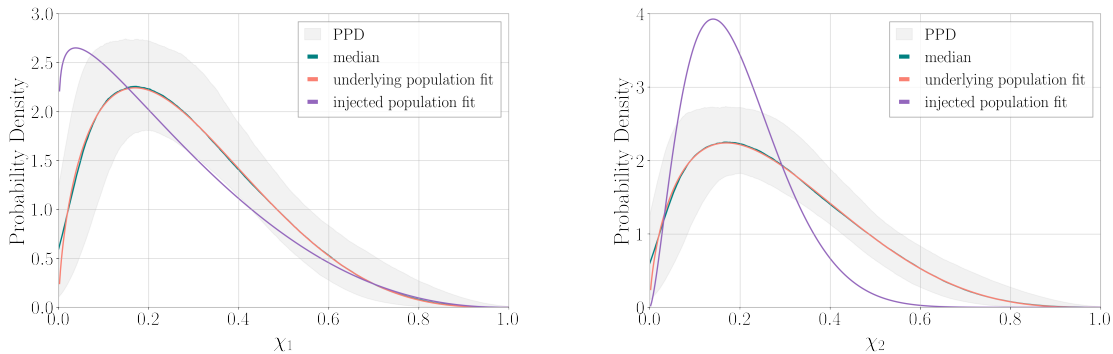 3.0
2.5
2.0
1.5
1.0
0.5
0.0
Probability Density
0.0 0.2 0.4 0.6 0.8 1.0
χ1
PPD
median
underlying population fit
injected population fit
4
3
2
1
0
Probability Density
0.0 0.2 0.4 0.6 0.8 1.0
χ2
PPD
median
underlying population fit
injected population fit